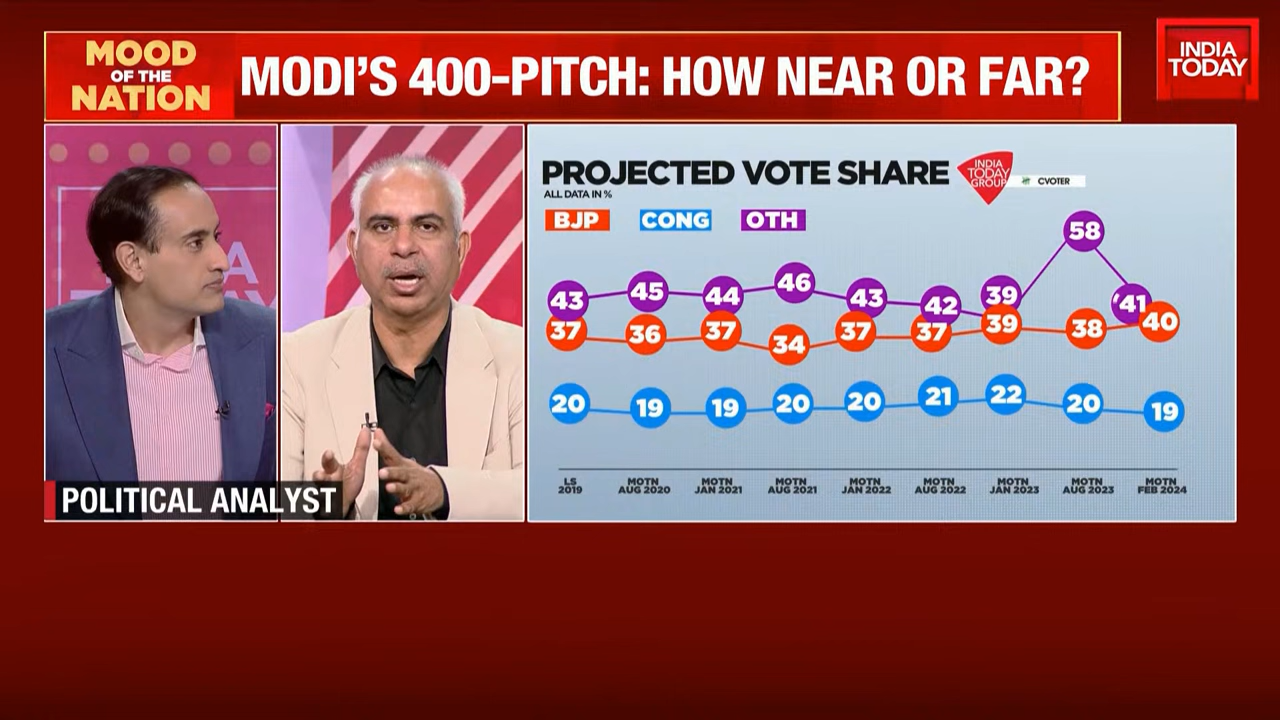 MOOD
OF THE
NATION
MODI'S 400-PITCH: HOW NEAR OR FAR?
INDIA
TODAY
PROJECTED VOTE SHARE
ALL DATA IN %
INDIA
TODAY
GROUP
CVOTER
BJP CONG OTH
43 45 44 46 43 42 39 58 '41
37 36 37 34 37 37 39 38 40
20 19 19 20 20 21 22 20 19
LS
2019
MOTN
AUG 2020
MOTN
JAN 2021
MOTN
AUG 2021
MOTN
JAN 2022
MOTN
AUG 2022
MOTN
JAN 2023
MOTN
AUG 2023
MOTN
FEB 2024
POLITICAL ANALYST